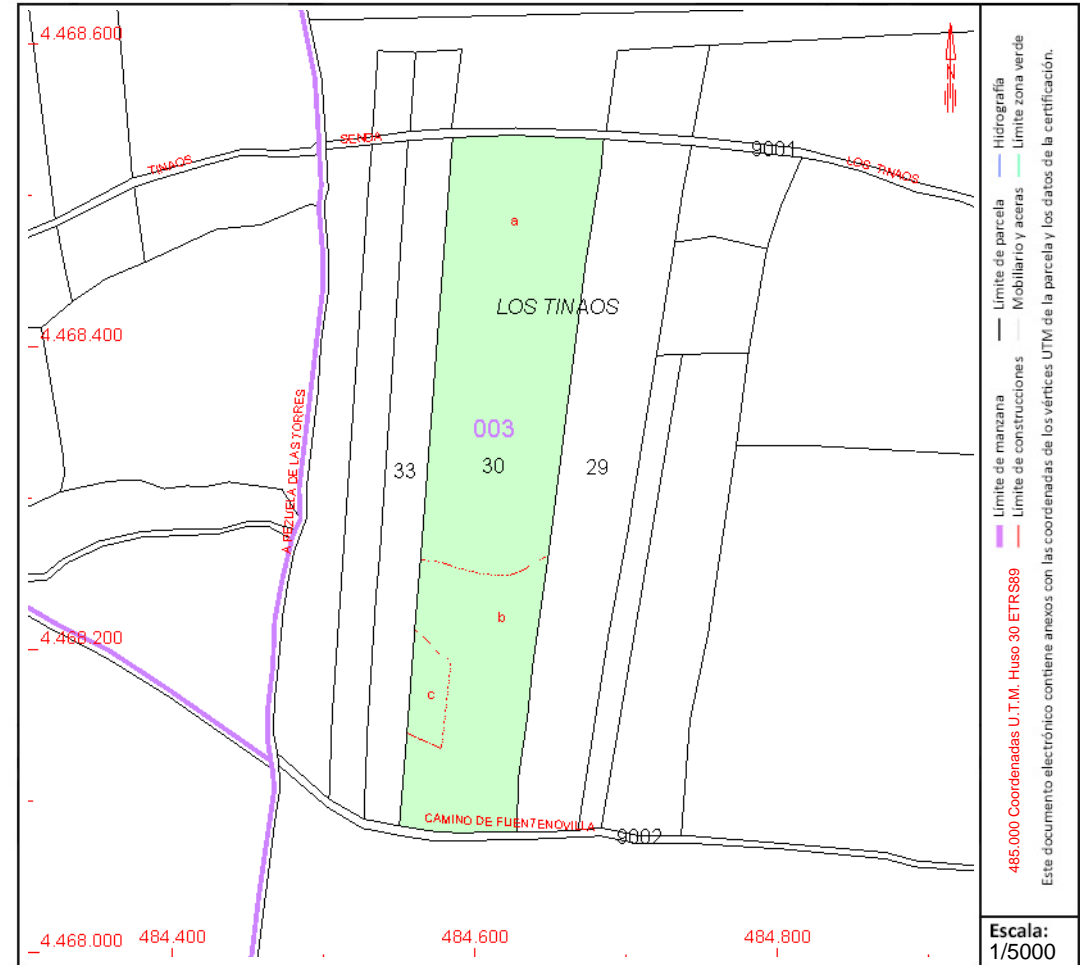 4.468.600
TINAOS
SENDA
9001
LOS TINAOS
N
a
LOS TINAOS
4.468.400
003
33
30
29
A PEZUELA DE LAS TORRES
b
4.468.200
c
CAMINO DE FUENTENOVILLA
9002
4.468.000
484.400
484.600
484.800
485.000 Coordenadas U.T.M. Huso 30 ETRS89
Límite de manzana
Límite de parcela
Hidrografía
Límite de construcciones
Mobiliario y aceras
Límite zona verde
Este documento electrónico contiene anexos con las coordenadas de los vértices UTM de la parcela y los datos de la certificación.
Escala:
1/5000